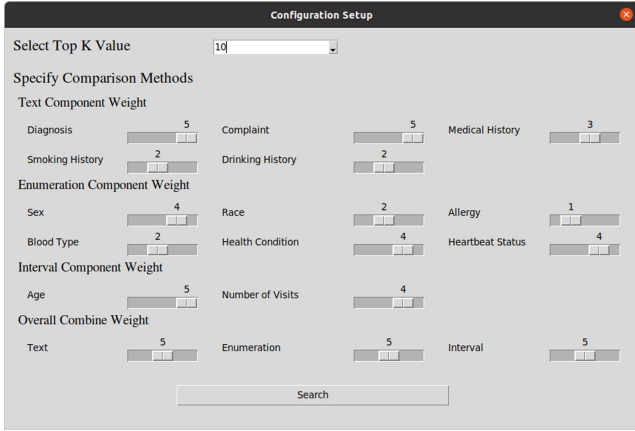 Configuration Setup
Select Top K Value 10
Specify Comparison Methods
Text Component Weight
Diagnosis 5 Complaint 5 Medical History 3
Smoking History 2 Drinking History 2
Enumeration Component Weight
Sex 4 Race 2 Allergy 1
Blood Type 2 Health Condition 4 Heartbeat Status 4
Interval Component Weight
Age 5 Number of Visits 4
Overall Combine Weight
Text 5 Enumeration 5 Interval 5
Search